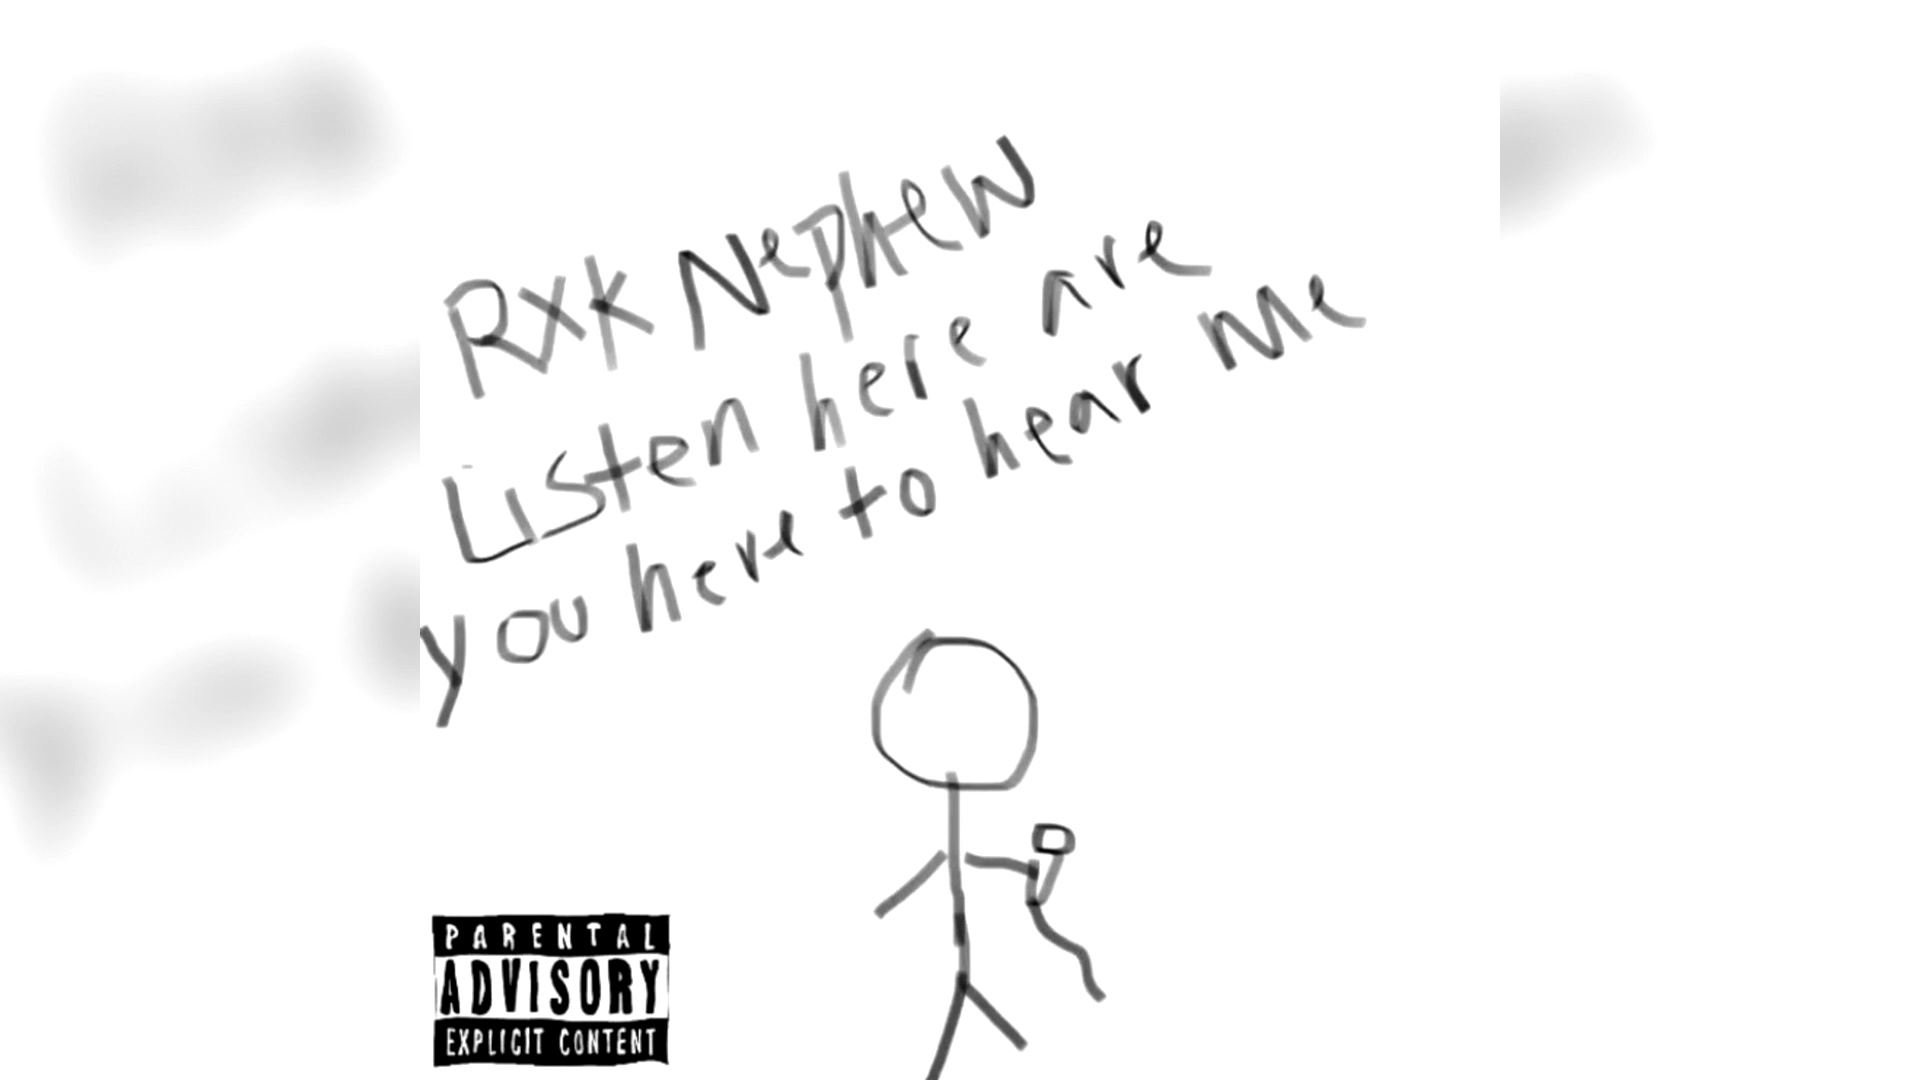 RXK Nephew
Listen here are
you here to hear Me
PARENTAL
ADVISORY
EXPLICIT CONTENT